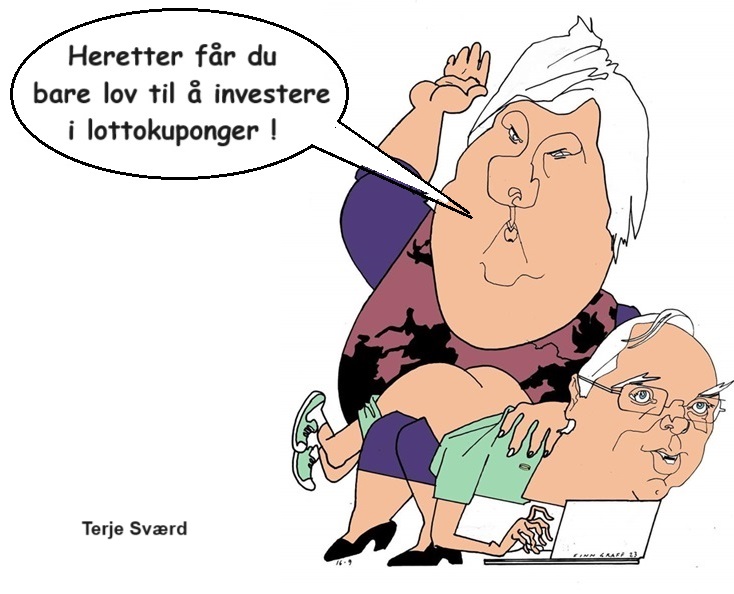 Heretter får du
bare lov til å investere
i lottokuponger !
Terje Sværd
16-9
FINN GRAFF 23